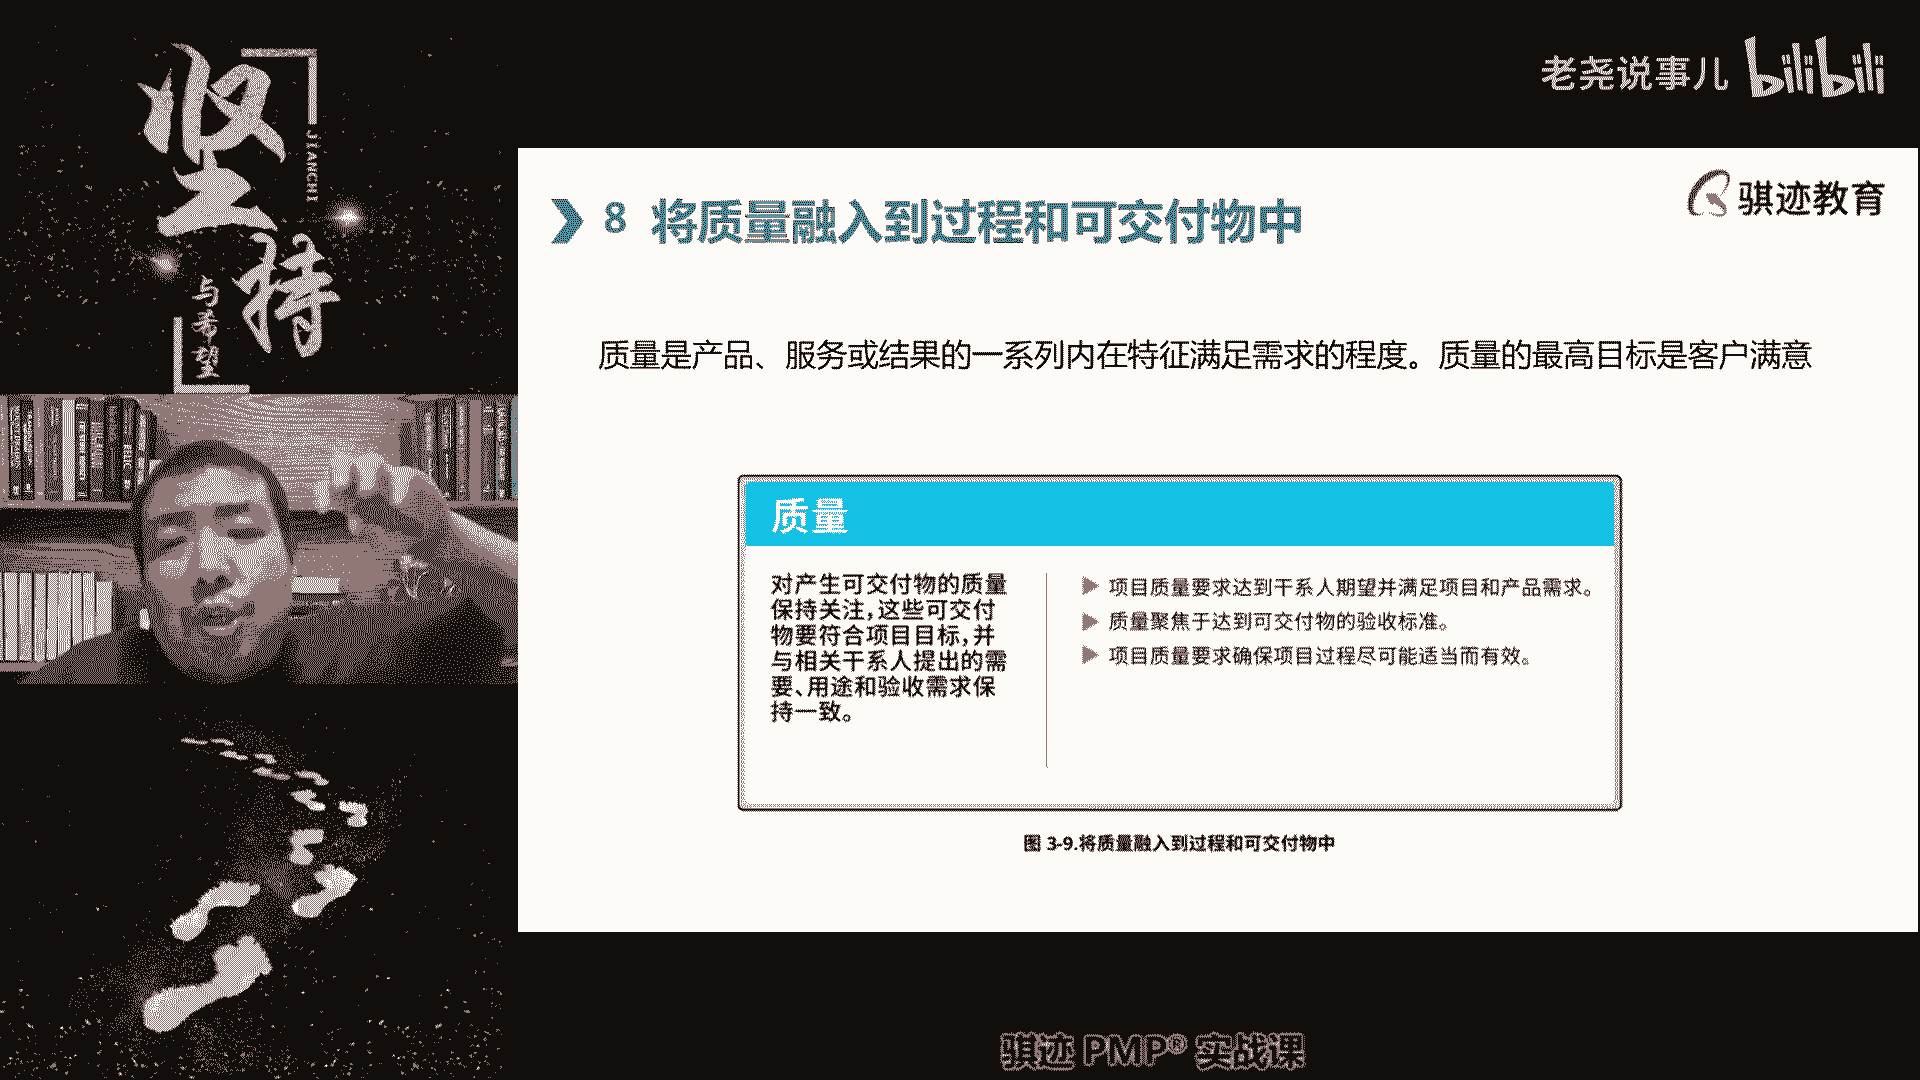 坚持
JIANCHI
与希望
老尧说事儿 bilibili
骐迹教育
8 将质量融入到过程和可交付物中
质量是产品、服务或结果的一系列内在特征满足需求的程度。质量的最高目标是客户满意
质量
对产生可交付物的质量
保持关注，这些可交付
物要符合项目目标，并
与相关干系人提出的需
要、用途和验收需求保
持一致。
▶ 项目质量要求达到干系人期望并满足项目和产品需求。
▶ 质量聚焦于达到可交付物的验收标准。
▶ 项目质量要求确保项目过程尽可能适当而有效。
图 3-9.将质量融入到过程和可交付物中
骐迹 PMP® 实战课